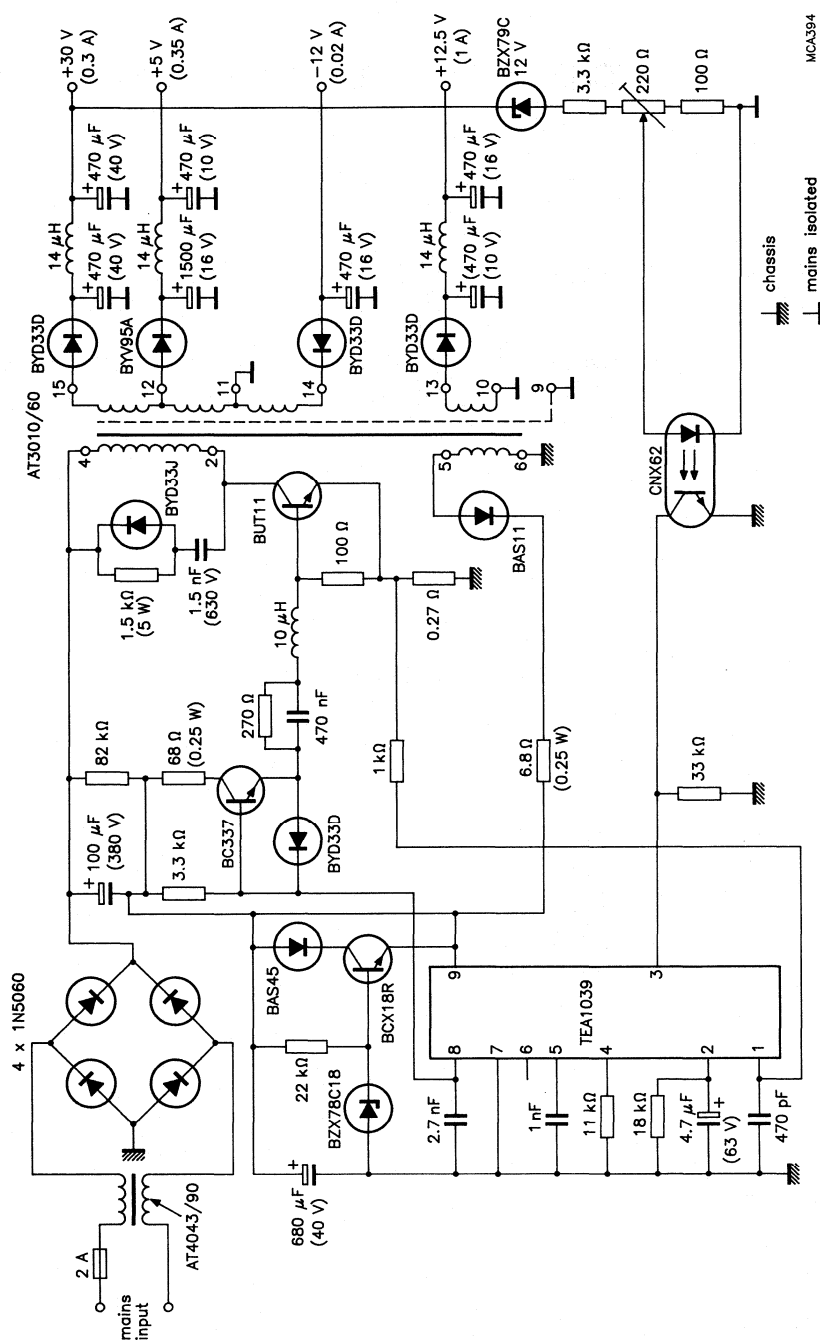 mains
input
2 A
AT4043/90
4 x 1N5060
100 µF
(380 V)
+
82 kΩ
3.3 kΩ
68 Ω
(0.25 W)
BC337
BYD33D
270 Ω
470 nF
10 µH
1.5 kΩ
(5 W)
BYD33J
1.5 nF
(630 V)
BUT11
100 Ω
0.27 Ω
1 kΩ
AT3010/60
4
2
5
6
BAS11
6.8 Ω
(0.25 W)
15
12
11
14
13
10
9
BYD33D
BYV95A
BYD33D
BYD33D
14 µH
+
470 µF
(40 V)
+
470 µF
(40 V)
+30 V
(0.3 A)
14 µH
+
1500 µF
(16 V)
+
470 µF
(10 V)
+5 V
(0.35 A)
+
470 µF
(16 V)
−12 V
(0.02 A)
14 µH
+
(470 µF
(10 V)
+
470 µF
(16 V)
+12.5 V
(1 A)
BZX79C
12 V
3.3 kΩ
220 Ω
100 Ω
CNX62
33 kΩ
680 µF
(40 V)
+
22 kΩ
BZX78C18
BAS45
BCX18R
TEA1039
9
3
8
7
6
5
4
2
1
2.7 nF
1 nF
11 kΩ
18 kΩ
4.7 µF
(63 V)
+
470 pF
chassis
mains isolated
MCA394